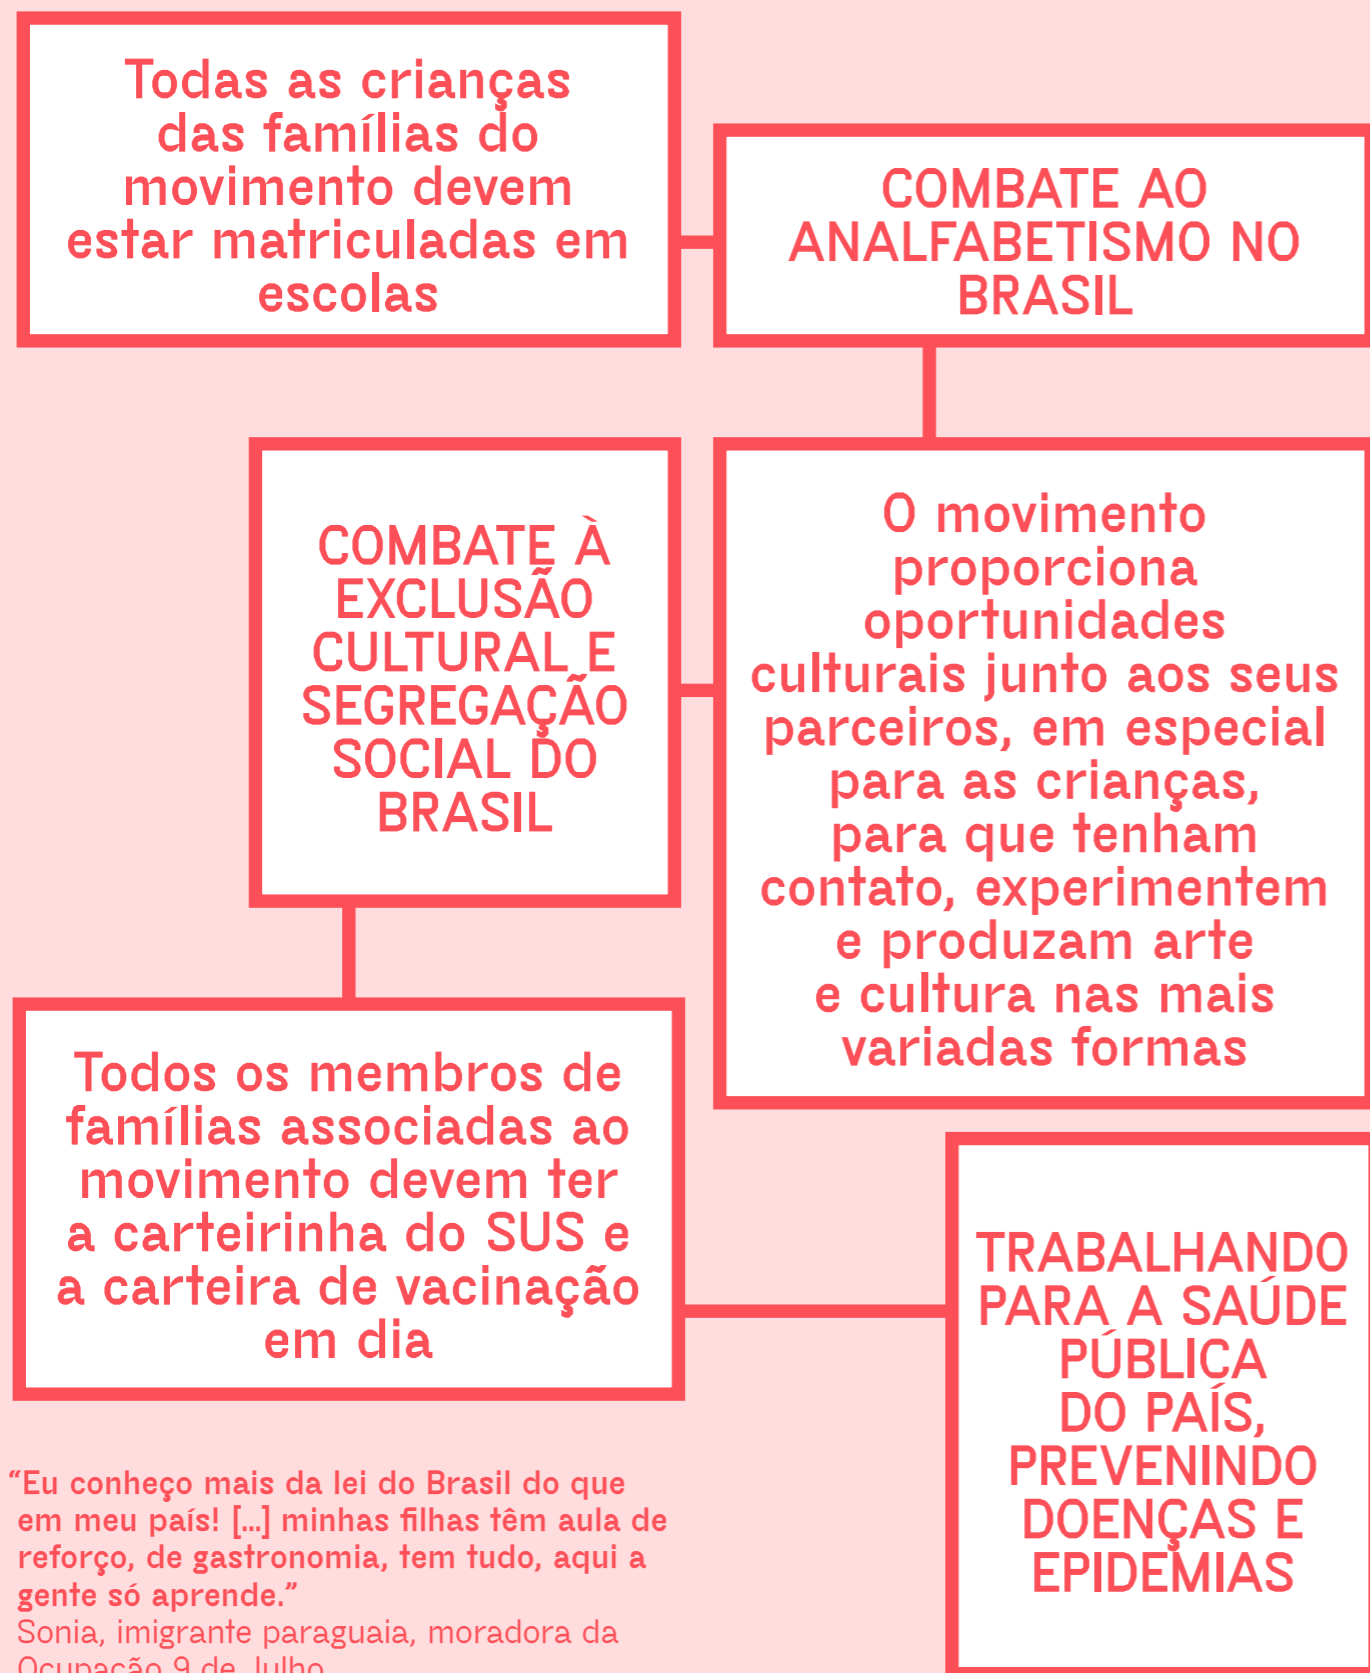 Todas as crianças
das famílias do
movimento devem
estar matriculadas em
escolas
COMBATE AO
ANALFABETISMO NO
BRASIL
COMBATE À
EXCLUSÃO
CULTURAL E
SEGREGAÇÃO
SOCIAL DO
BRASIL
O movimento
proporciona
oportunidades
culturais junto aos seus
parceiros, em especial
para as crianças,
para que tenham
contato, experimentem
e produzam arte
e cultura nas mais
variadas formas
Todos os membros de
famílias associadas ao
movimento devem ter
a carteirinha do SUS e
a carteira de vacinação
em dia
TRABALHANDO
PARA A SAÚDE
PÚBLICA
DO PAÍS,
PREVENINDO
DOENÇAS E
EPIDEMIAS
“Eu conheço mais da lei do Brasil do que
em meu país! [...] minhas filhas têm aula de
reforço, de gastronomia, tem tudo, aqui a
gente só aprende.”
Sonia, imigrante paraguaia, moradora da
Ocupação 9 de Julho